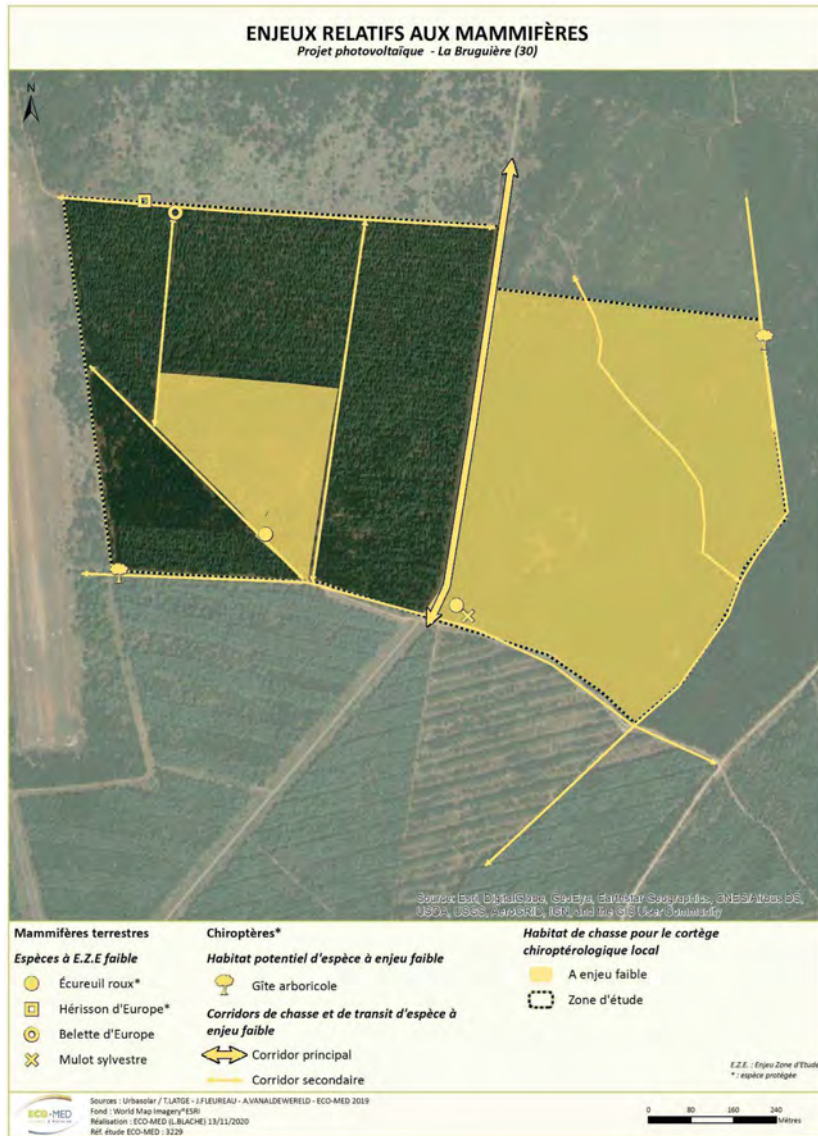 ENJEUX RELATIFS AUX MAMMIFÈRES
Projet photovoltaïque - La Bruguière (30)
N
Source: Esri, DigitalGlobe, GeoEye, Earthstar Geographics, CNES/Airbus DS,
USDA, USGS, AeroGRID, IGN, and the GIS User Community
Mammifères terrestres
Espèces à E.Z.E faible
Écureuil roux*
Hérisson d'Europe*
Belette d'Europe
Mulot sylvestre
Chiroptères*
Habitat potentiel d'espèce à enjeu faible
Gîte arboricole
Corridors de chasse et de transit d'espèce à
enjeu faible
Corridor principal
Corridor secondaire
Habitat de chasse pour le cortège
chiroptérologique local
A enjeu faible
Zone d'étude
E.Z.E. : Enjeu Zone d'Etude
* : espèce protégée
ECO-MED
Sources : Urbasolar / T.LATGE - J.FLEUREAU - A.VANALDEWERELD - ECO-MED 2019
Fond : World Map Imagery®ESRI
Réalisation : ECO-MED (L.BLACHE) 13/11/2020
Réf. étude ECO-MED : 3229
0 80 160 240
Mètres